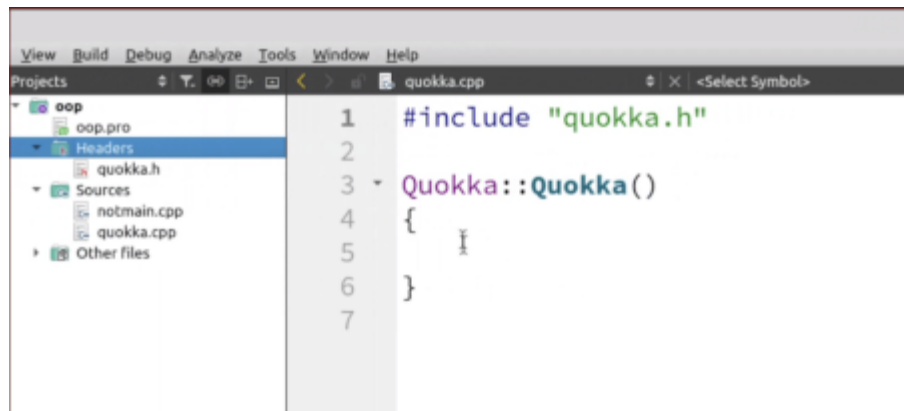 View Build Debug Analyze Tools Window Help
Projects quokka.cpp <Select Symbol>
oop
oop.pro
Headers
quokka.h
Sources
notmain.cpp
quokka.cpp
Other files
1 #include "quokka.h"
2
3 Quokka::Quokka()
4 {
5
6 }
7